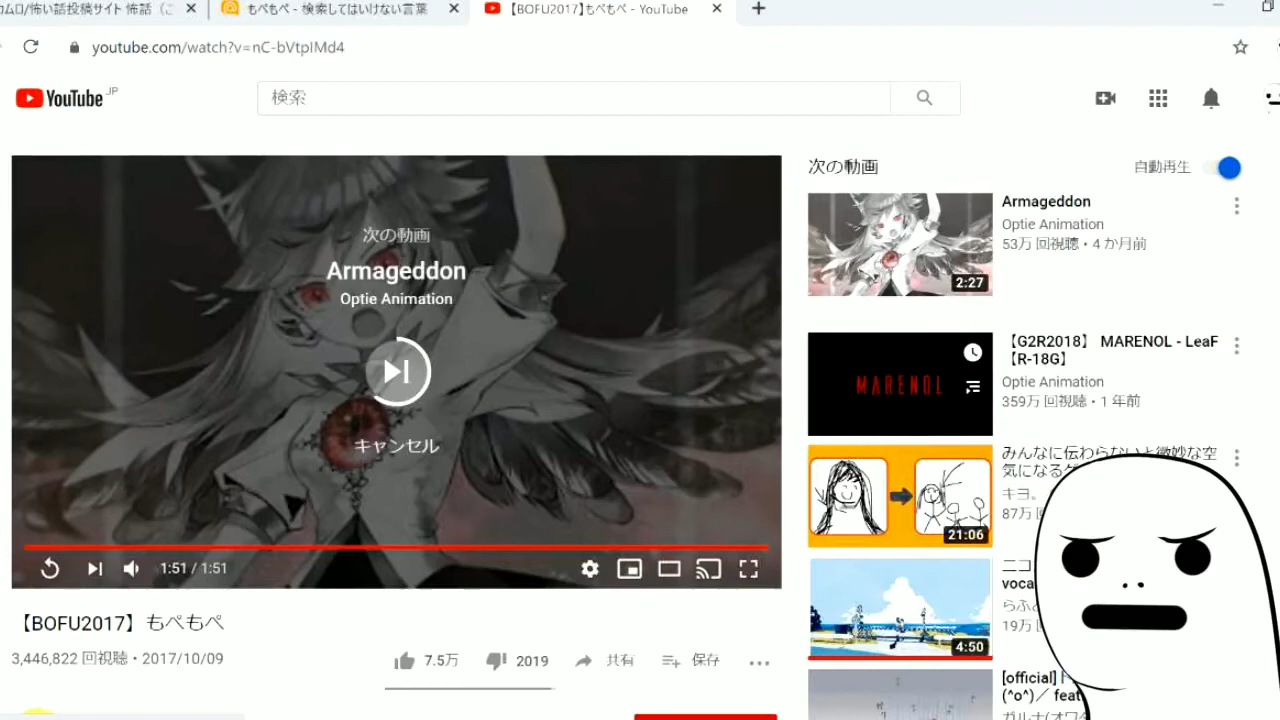 カムロ/怖い話投稿サイト 怖話（こ
もぺもぺ - 検索してはいけない言葉
【BOFU2017】もぺもぺ - YouTube
youtube.com/watch?v=nC-bVtpIMd4
YouTube JP
検索
次の動画
Armageddon
Optie Animation
キャンセル
1:51 / 1:51
【BOFU2017】もぺもぺ
3,446,822 回視聴・2017/10/09
7.5万
2019
共有
保存
次の動画
自動再生
2:27
Armageddon
Optie Animation
53万 回視聴・4 か月前
MARENOL
【G2R2018】 MARENOL - LeaF
【R-18G】
Optie Animation
359万 回視聴・1 年前
21:06
みんなに伝わらないと微妙な空
気になる
キヨ。
87万
4:50
ニコ
voca
らふ
19万
[official]
(^o^)／ feat